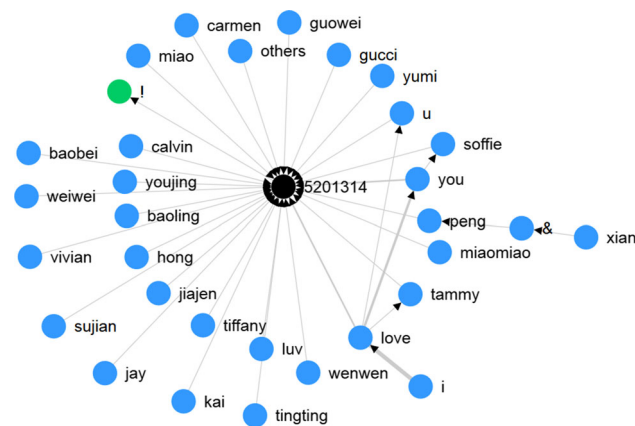 carmen
guowei
miao
others
gucci
yumi
!
u
calvin
soffie
baobei
youjing
5201314
you
weiwei
baoling
peng
&
xian
vivian
hong
miaomiao
jiajen
tammy
sujian
tiffany
luv
love
jay
wenwen
i
kai
tingting